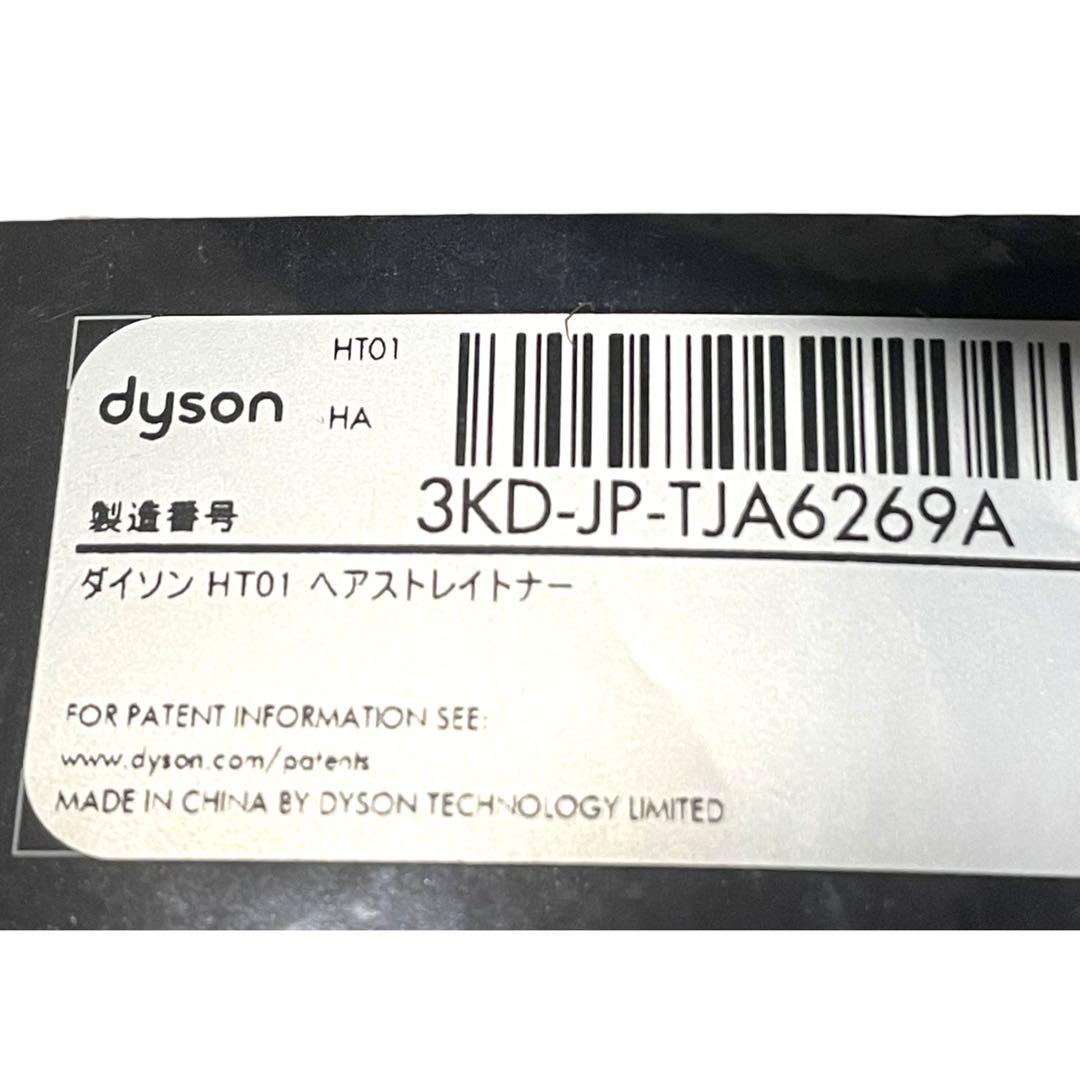 HT01
dyson HA
製造番号 3KD-JP-TJA6269A
ダイソン HT01 ヘアストレイトナー
FOR PATENT INFORMATION SEE:
www.dyson.com/patents
MADE IN CHINA BY DYSON TECHNOLOGY LIMITED